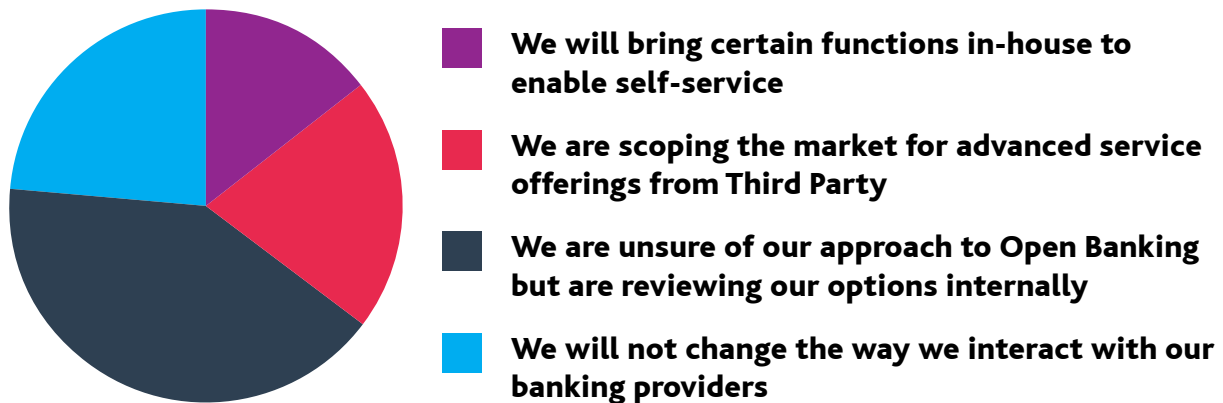 We will bring certain functions in-house to
enable self-service
We are scoping the market for advanced service
offerings from Third Party
We are unsure of our approach to Open Banking
but are reviewing our options internally
We will not change the way we interact with our
banking providers